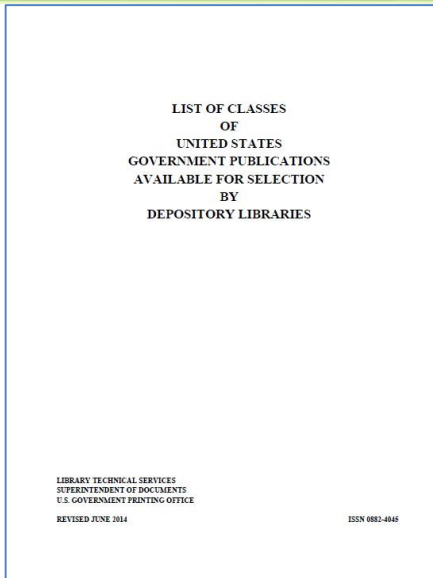 LIST OF CLASSES
OF
UNITED STATES
GOVERNMENT PUBLICATIONS
AVAILABLE FOR SELECTION
BY
DEPOSITORY LIBRARIES
LIBRARY TECHNICAL SERVICES
SUPERINTENDENT OF DOCUMENTS
U.S. GOVERNMENT PRINTING OFFICE
REVISED JUNE 2014 ISSN 0882-4045